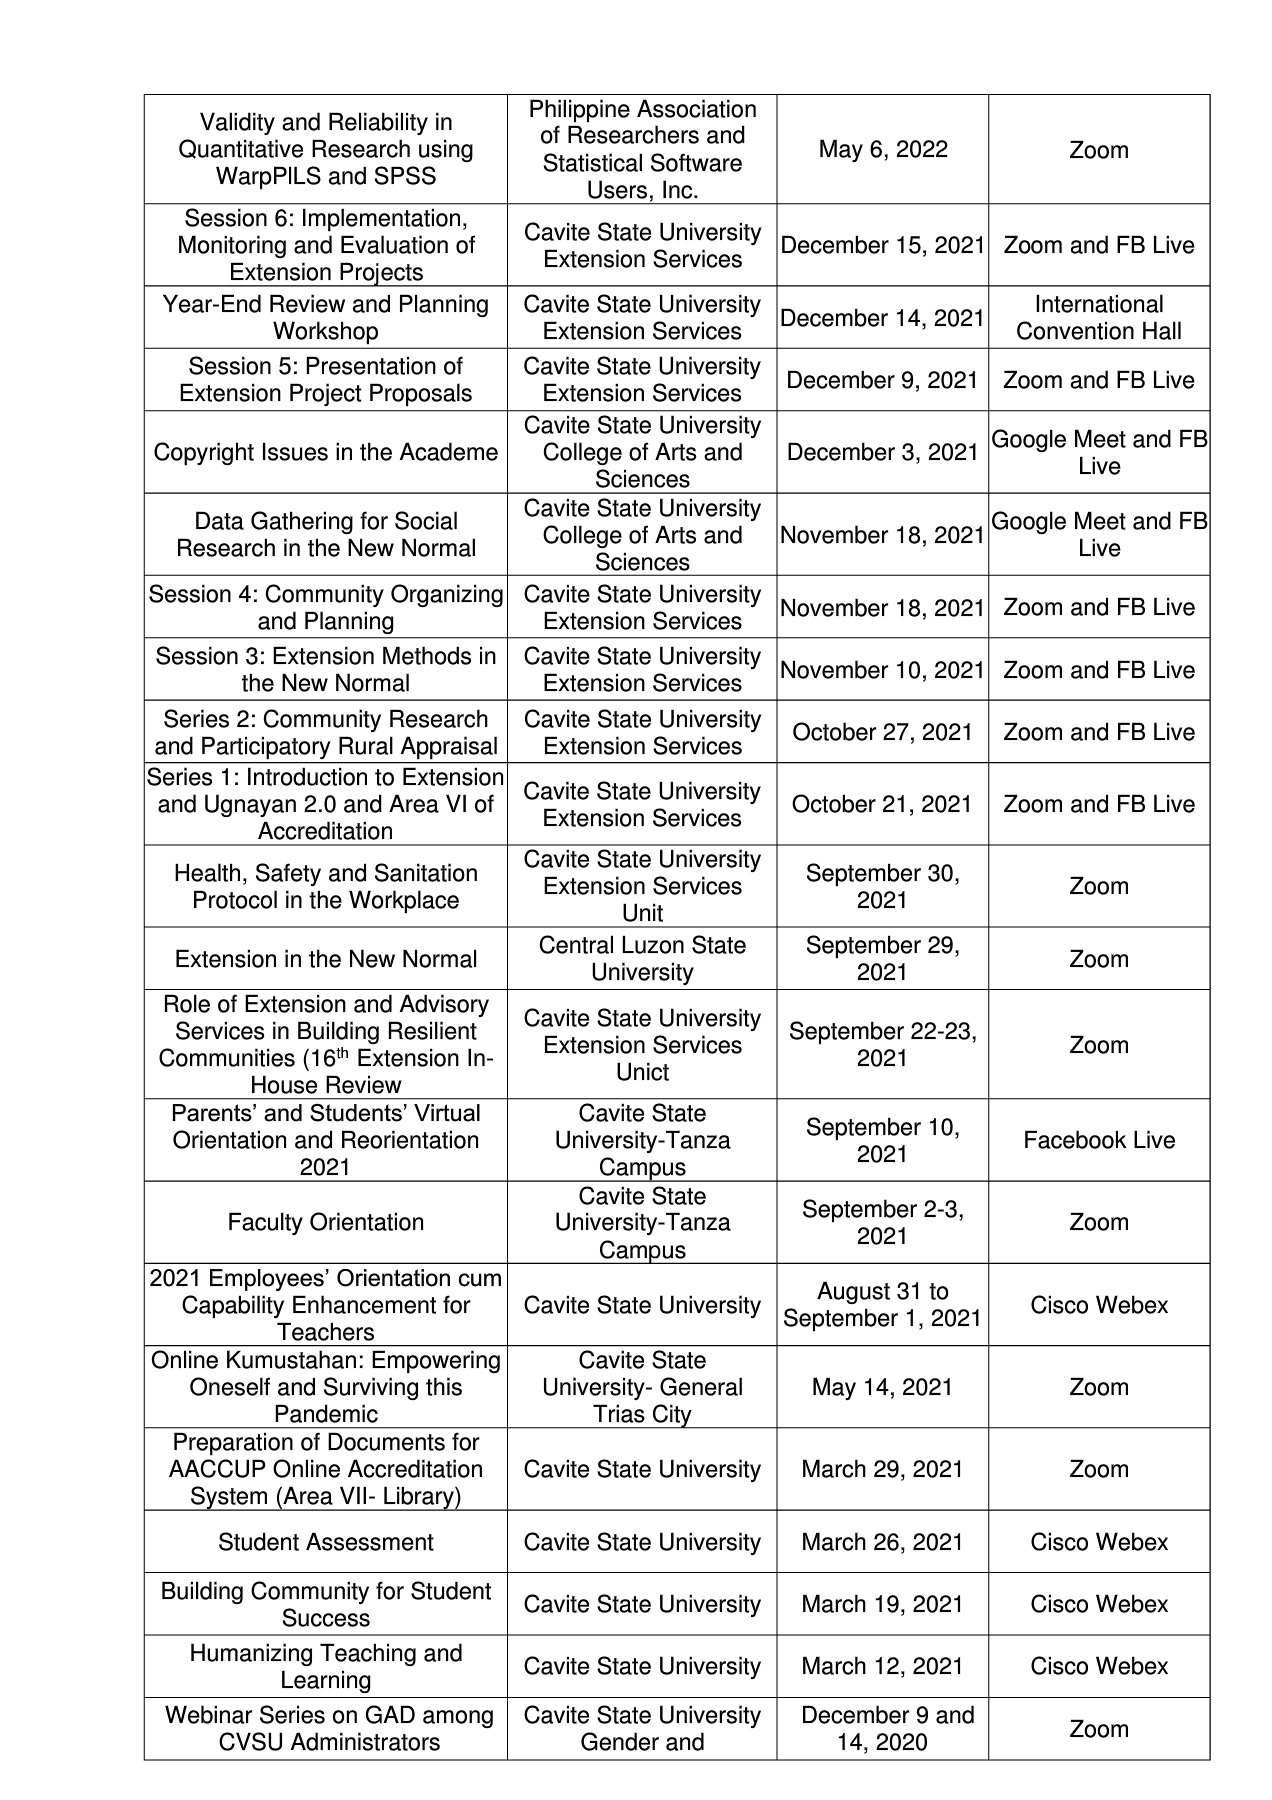 Validity and Reliability in
Quantitative Research using
WarpPlLS and SPSS
Philippine Association
of Researchers and
Statistical Software
Users, Inc.
May 6, 2022
Zoom
Session 6: Implementation,
Monitoring and Evaluation of
Extension Projects
Cavite State University
Extension Services
December 15, 2021
Zoom and FB Live
Year-End Review and Planning
Workshop
Cavite State University
Extension Services
December 14, 2021
International
Convention Hall
Session 5: Presentation of
Extension Project Proposals
Cavite State University
Extension Services
December 9, 2021
Zoom and FB Live
Copyright Issues in the Academe
Cavite State University
College of Arts and
Sciences
December 3, 2021
Google Meet and FB
Live
Data Gathering for Social
Research in the New Normal
Cavite State University
College of Arts and
Sciences
November 18, 2021
Google Meet and FB
Live
Session 4: Community Organizing
and Planning
Cavite State University
Extension Services
November 18, 2021
Zoom and FB Live
Session 3: Extension Methods in
the New Normal
Cavite State University
Extension Services
November 10, 2021
Zoom and FB Live
Series 2: Community Research
and Participatory Rural Appraisal
Cavite State University
Extension Services
October 27, 2021
Zoom and FB Live
Series 1: Introduction to Extension
and Ugnayan 2.0 and Area VI of
Accreditation
Cavite State University
Extension Services
October 21, 2021
Zoom and FB Live
Health, Safety and Sanitation
Protocol in the Workplace
Cavite State University
Extension Services
Unit
September 30,
2021
Zoom
Extension in the New Normal
Central Luzon State
University
September 29,
2021
Zoom
Role of Extension and Advisory
Services in Building Resilient
Communities (16th Extension In-
House Review
Cavite State University
Extension Services
Unict
September 22-23,
2021
Zoom
Parents’ and Students’ Virtual
Orientation and Reorientation
2021
Cavite State
University-Tanza
Campus
September 10,
2021
Facebook Live
Faculty Orientation
Cavite State
University-Tanza
Campus
September 2-3,
2021
Zoom
2021 Employees’ Orientation cum
Capability Enhancement for
Teachers
Cavite State University
August 31 to
September 1, 2021
Cisco Webex
Online Kumustahan: Empowering
Oneself and Surviving this
Pandemic
Cavite State
University- General
Trias City
May 14, 2021
Zoom
Preparation of Documents for
AACCUP Online Accreditation
System (Area VII- Library)
Cavite State University
March 29, 2021
Zoom
Student Assessment
Cavite State University
March 26, 2021
Cisco Webex
Building Community for Student
Success
Cavite State University
March 19, 2021
Cisco Webex
Humanizing Teaching and
Learning
Cavite State University
March 12, 2021
Cisco Webex
Webinar Series on GAD among
CVSU Administrators
Cavite State University
Gender and
December 9 and
14, 2020
Zoom